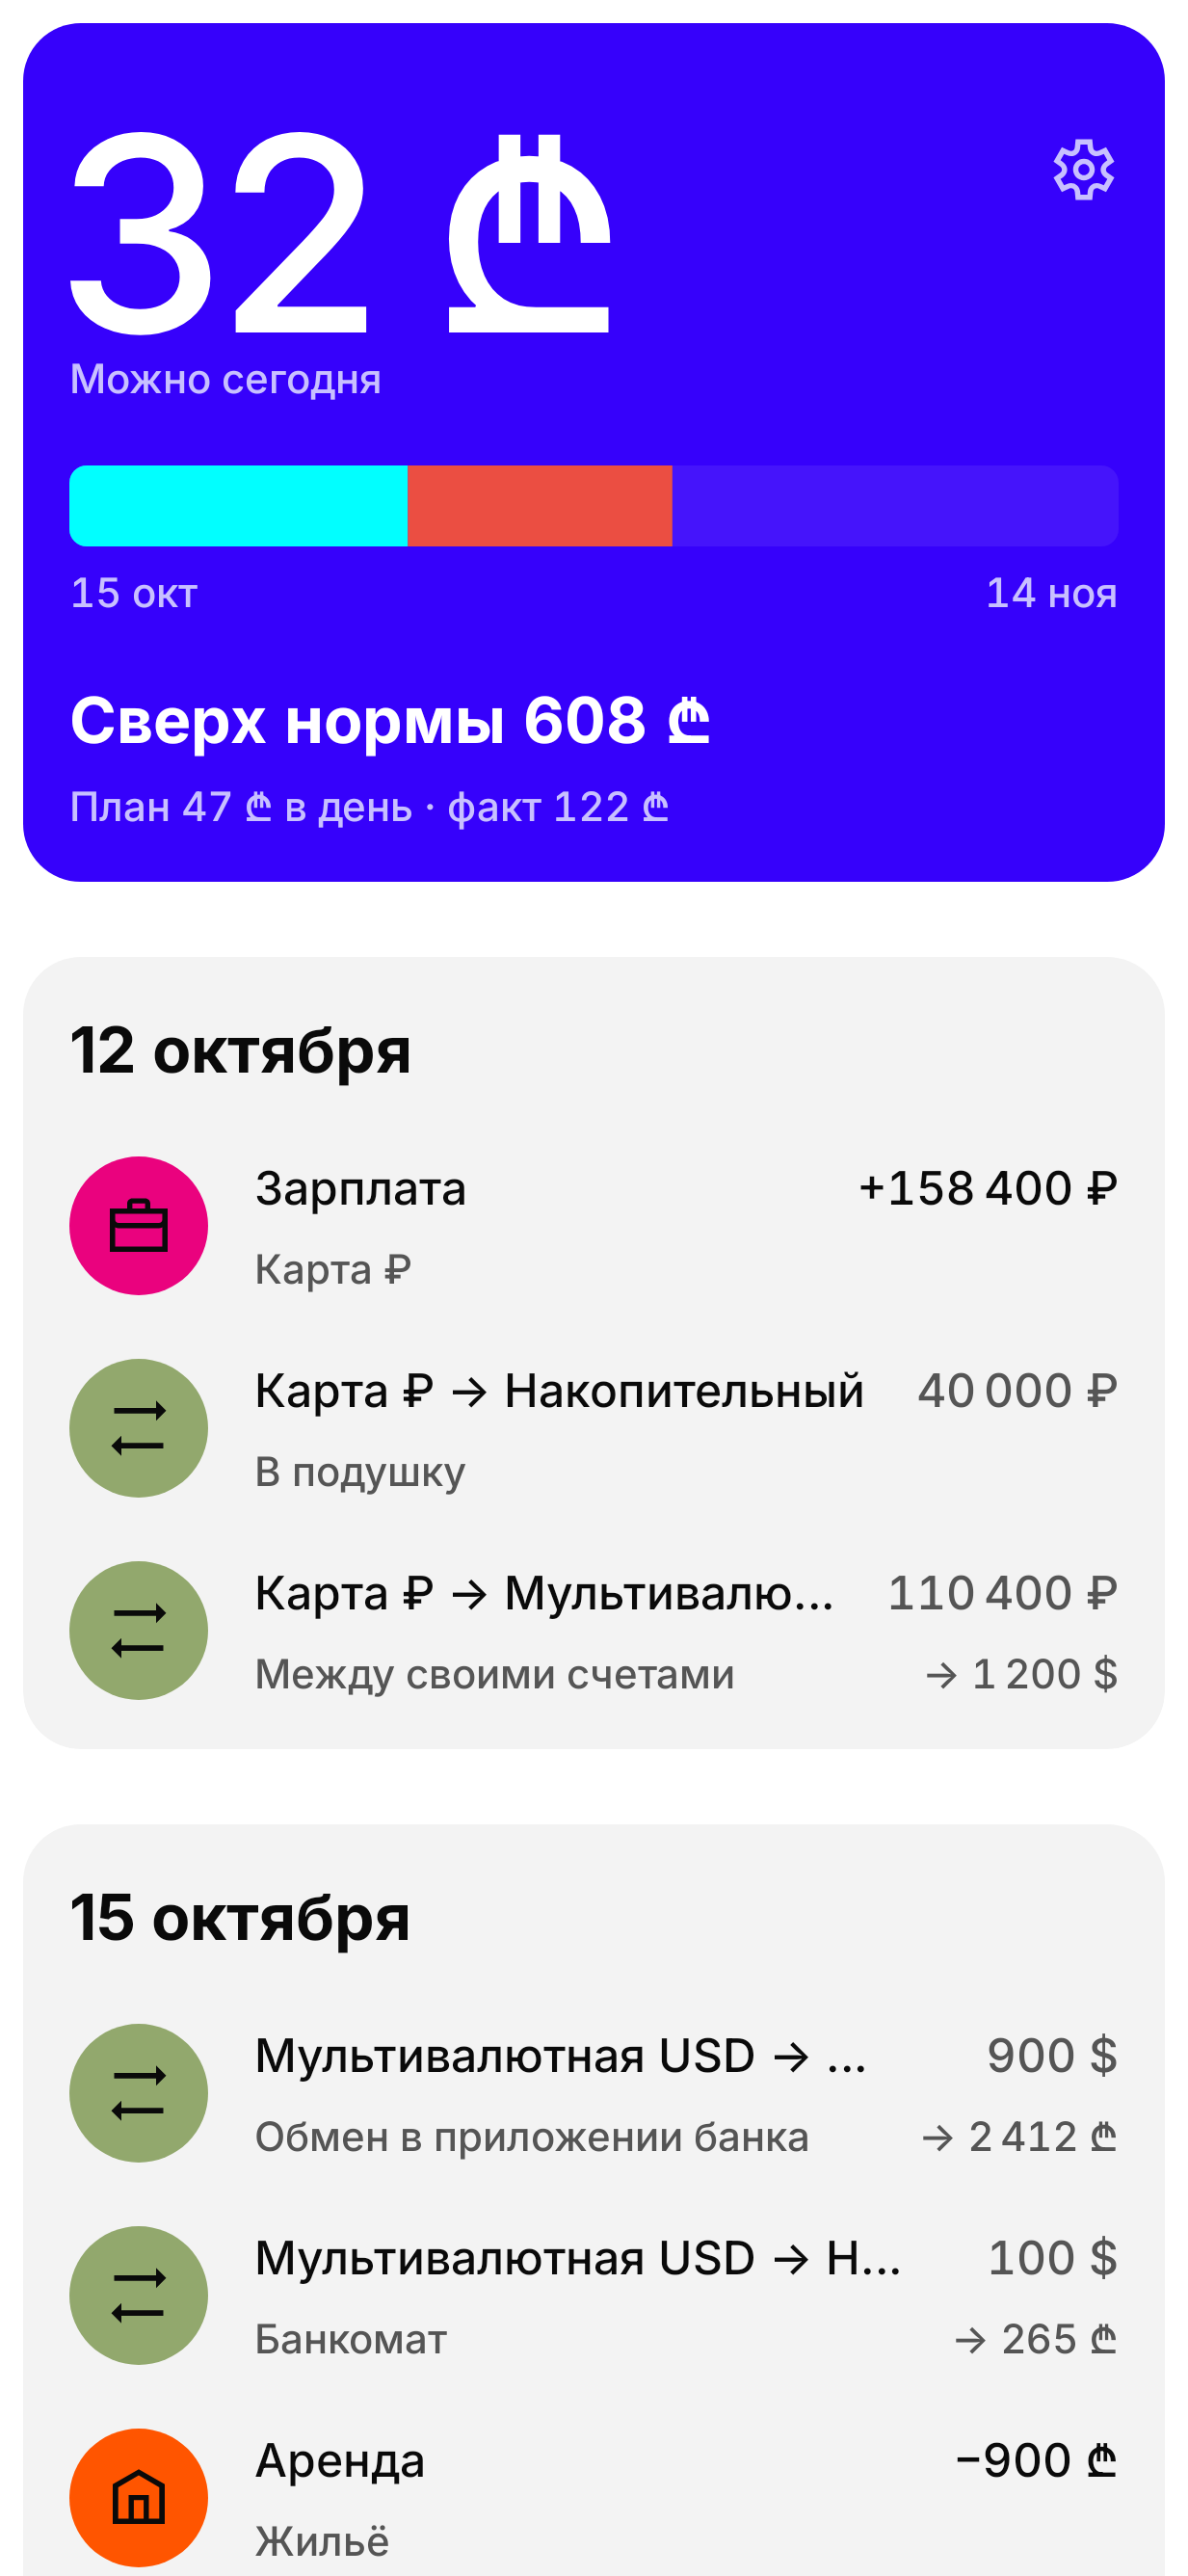 32 ₾
Можно сегодня
15 окт
14 ноя
Сверх нормы 608 ₾
План 47 ₾ в день · факт 122 ₾
12 октября
Зарплата
+158 400 ₽
Карта ₽
Карта ₽ → Накопительный
40 000 ₽
В подушку
Карта ₽ → Мультивалю...
110 400 ₽
Между своими счетами
→ 1 200 $
15 октября
Мультивалютная USD → ...
900 $
Обмен в приложении банка
→ 2 412 ₾
Мультивалютная USD → Н...
100 $
Банкомат
→ 265 ₾
Аренда
−900 ₾
Жильё